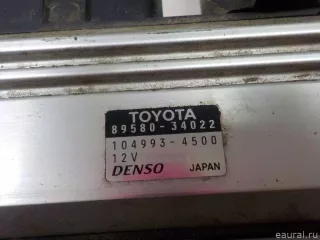 TOYOTA
89580-34022
104993-4500
12V
DENSO JAPAN
eaural.ru